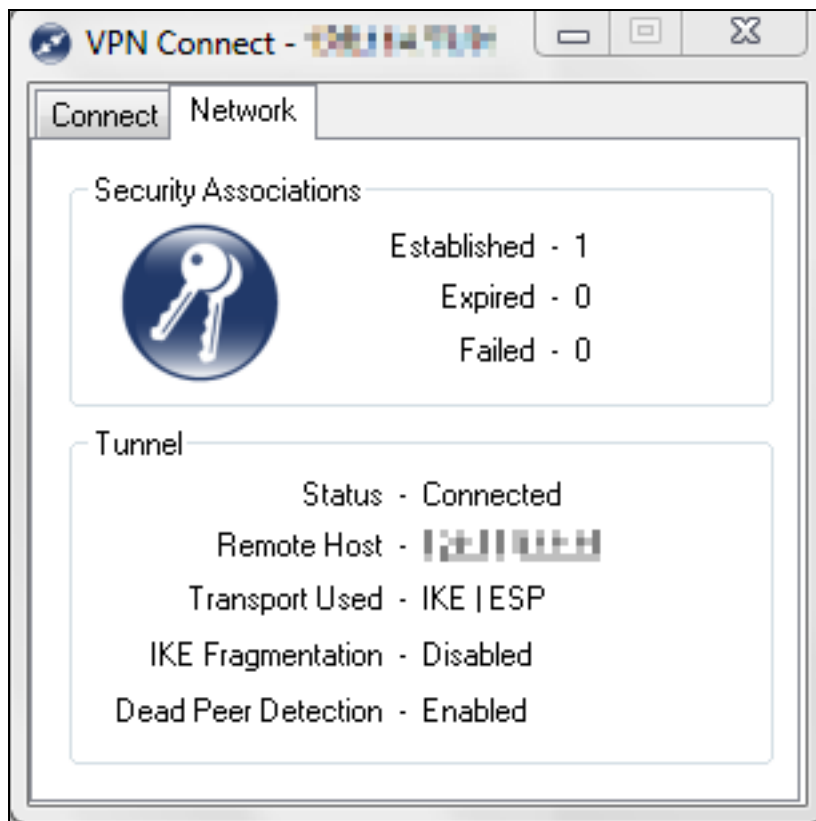 VPN Connect -
Connect
Network
Security Associations
Established - 1
Expired - 0
Failed - 0
Tunnel
Status - Connected
Remote Host -
Transport Used - IKE | ESP
IKE Fragmentation - Disabled
Dead Peer Detection - Enabled